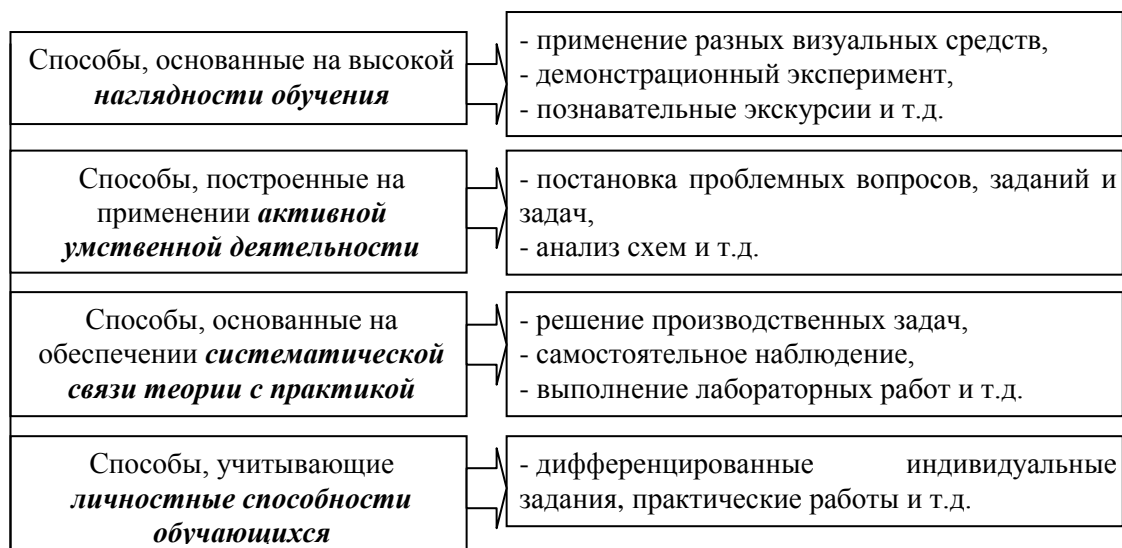 Способы, основанные на высокой
наглядности обучения
- применение разных визуальных средств,
- демонстрационный эксперимент,
- познавательные экскурсии и т.д.
Способы, построенные на
применении активной
умственной деятельности
- постановка проблемных вопросов, заданий и
задач,
- анализ схем и т.д.
Способы, основанные на
обеспечении систематической
связи теории с практикой
- решение производственных задач,
- самостоятельное наблюдение,
- выполнение лабораторных работ и т.д.
Способы, учитывающие
личностные способности
обучающихся
- дифференцированные индивидуальные
задания, практические работы и т.д.